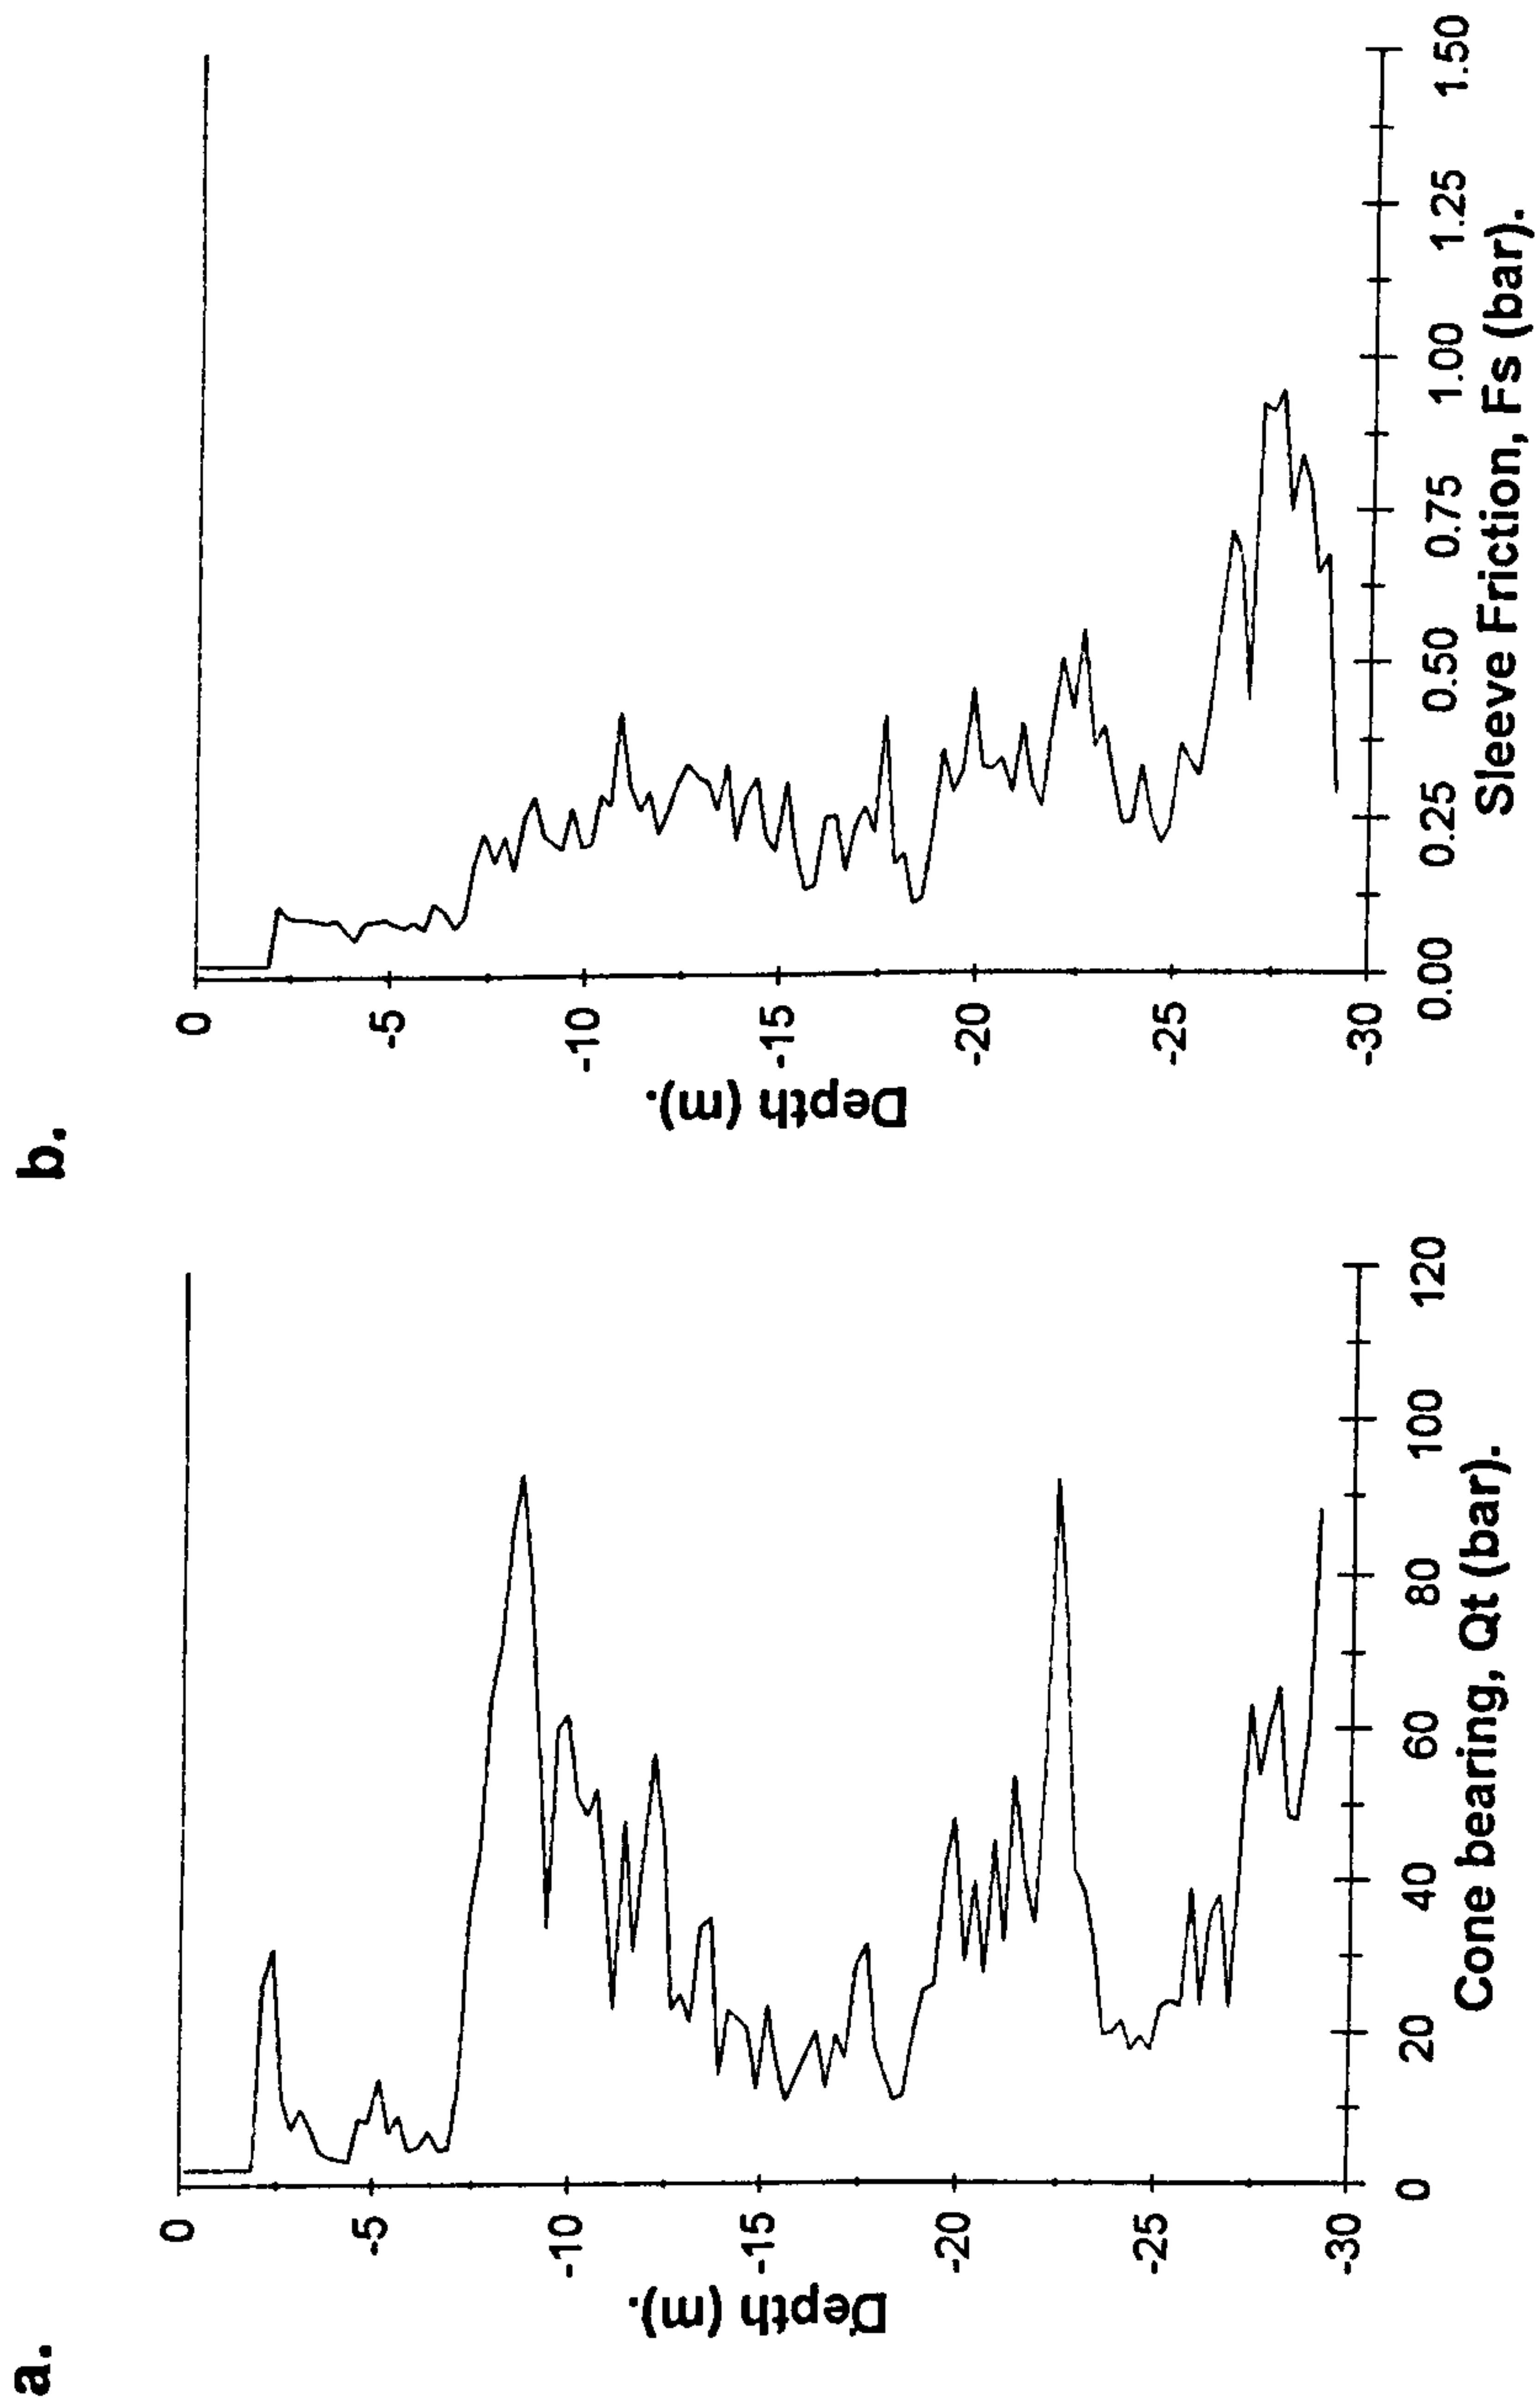 a.
0
-5
-10
-15
-20
-25
-30
Depth (m).
0 20 40 60 80 100 120
Cone bearing, Qt (bar).
b.
0
-5
-10
-15
-20
-25
-30
Depth (m).
0.00 0.25 0.50 0.75 1.00 1.25 1.50
Sleeve Friction, Fs (bar).